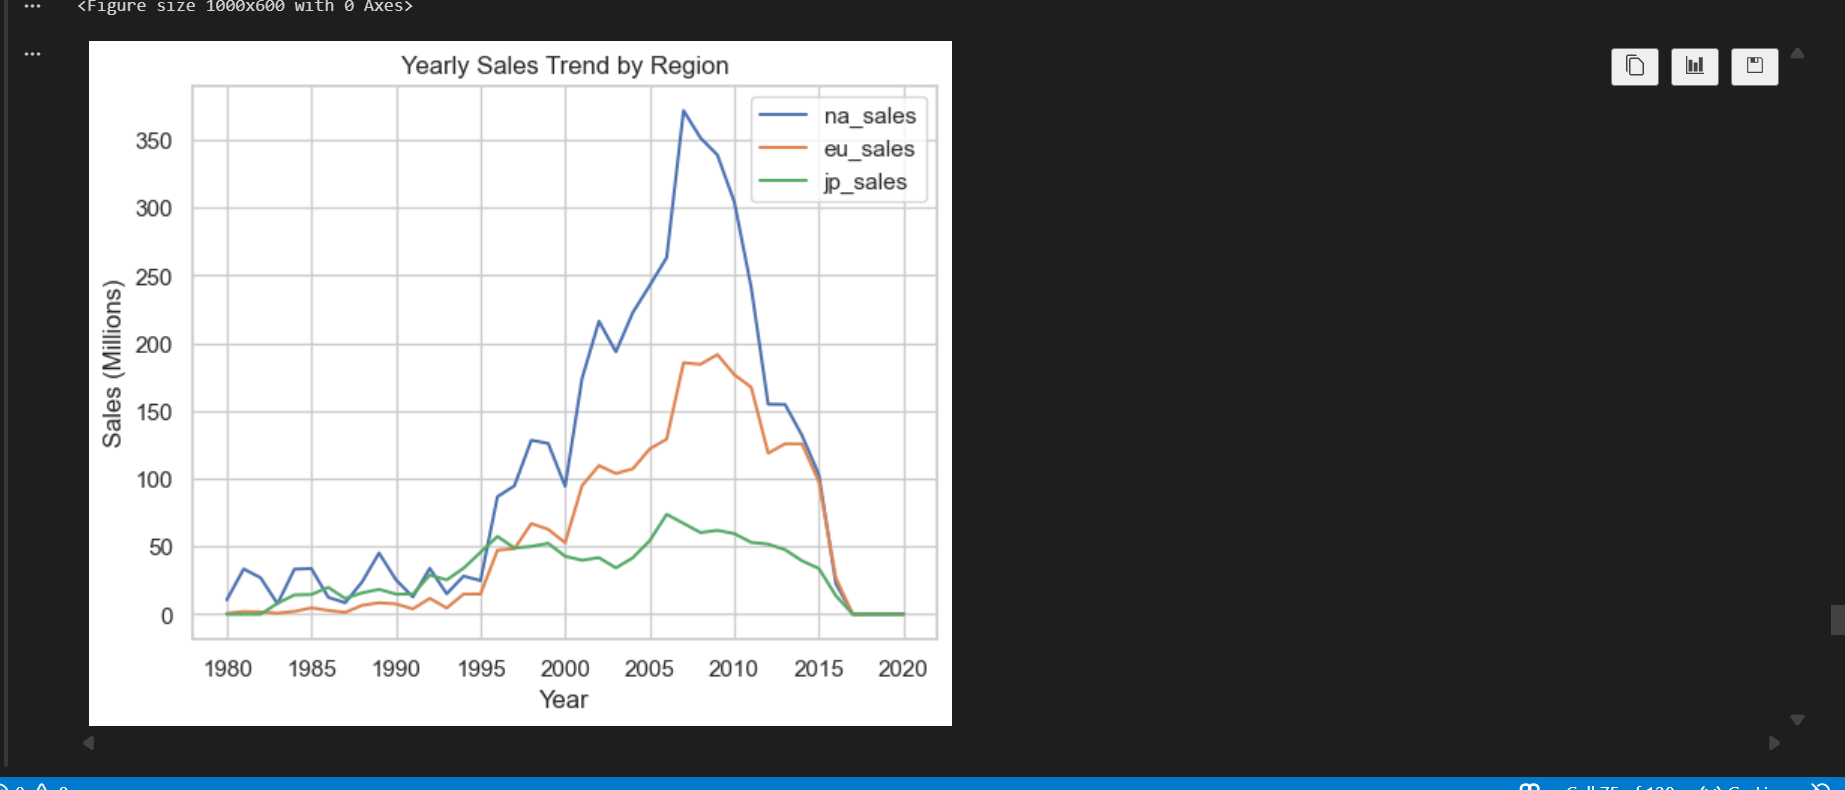 <Figure size 1000x600 with 0 Axes>
Yearly Sales Trend by Region
na_sales
eu_sales
jp_sales
350
300
250
200
150
100
50
0
Sales (Millions)
1980 1985 1990 1995 2000 2005 2010 2015 2020
Year